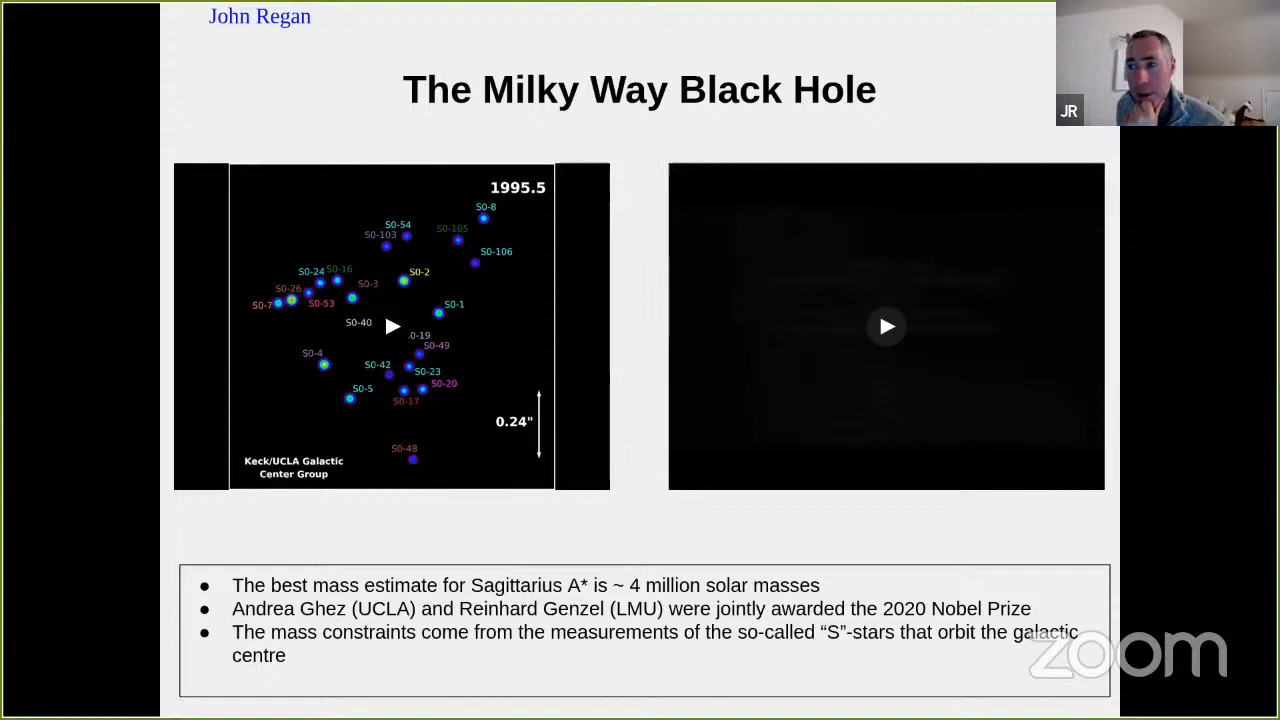 John Regan
The Milky Way Black Hole
JR
1995.5
S0-8
S0-54
S0-103
S0-105
S0-106
S0-24
S0-16
S0-2
S0-26
S0-3
S0-7
S0-53
S0-1
S0-40
0-19
S0-49
S0-4
S0-42
S0-23
S0-20
S0-5
S0-17
0.24"
S0-48
Keck/UCLA Galactic
Center Group
● The best mass estimate for Sagittarius A* is ~ 4 million solar masses
● Andrea Ghez (UCLA) and Reinhard Genzel (LMU) were jointly awarded the 2020 Nobel Prize
● The mass constraints come from the measurements of the so-called “S”-stars that orbit the galactic
centre
zoom